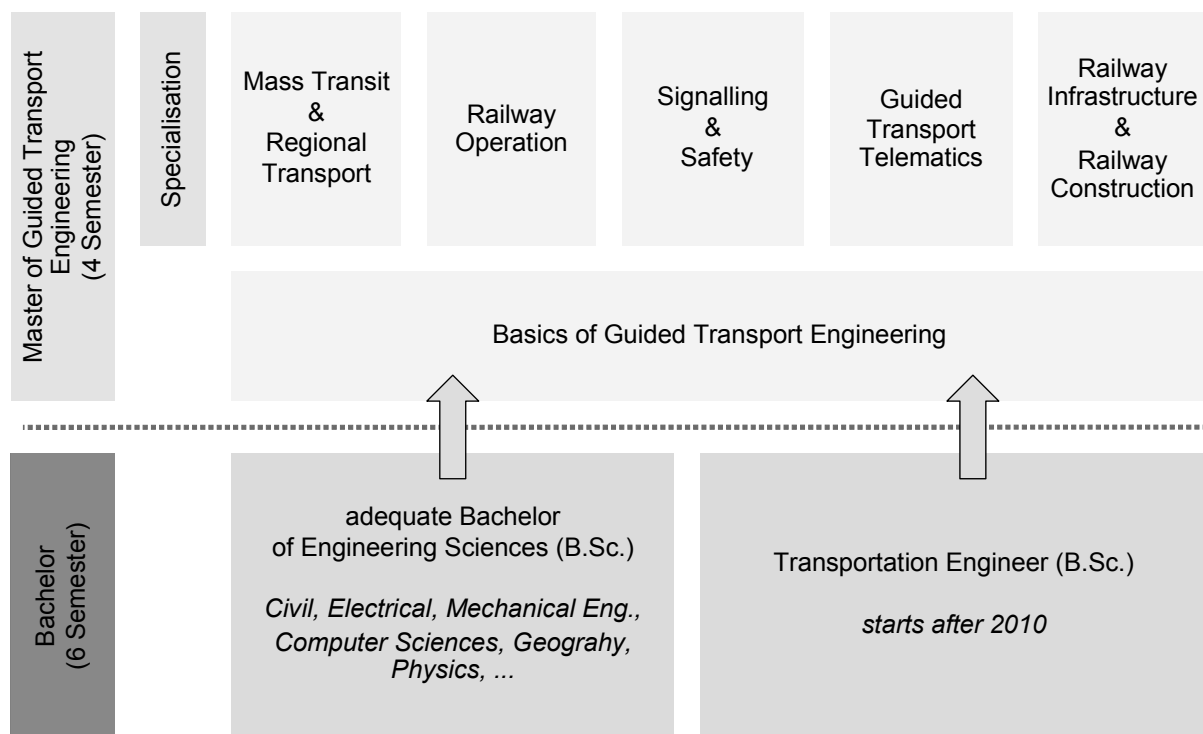 Master of Guided Transport
Engineering
(4 Semester)
Specialisation
Mass Transit
&
Regional
Transport
Railway
Operation
Signalling
&
Safety
Guided
Transport
Telematics
Railway
Infrastructure
&
Railway
Construction
Basics of Guided Transport Engineering
Bachelor
(6 Semester)
adequate Bachelor
of Engineering Sciences (B.Sc.)
Civil, Electrical, Mechanical Eng.,
Computer Sciences, Geograhy,
Physics, ...
Transportation Engineer (B.Sc.)
starts after 2010